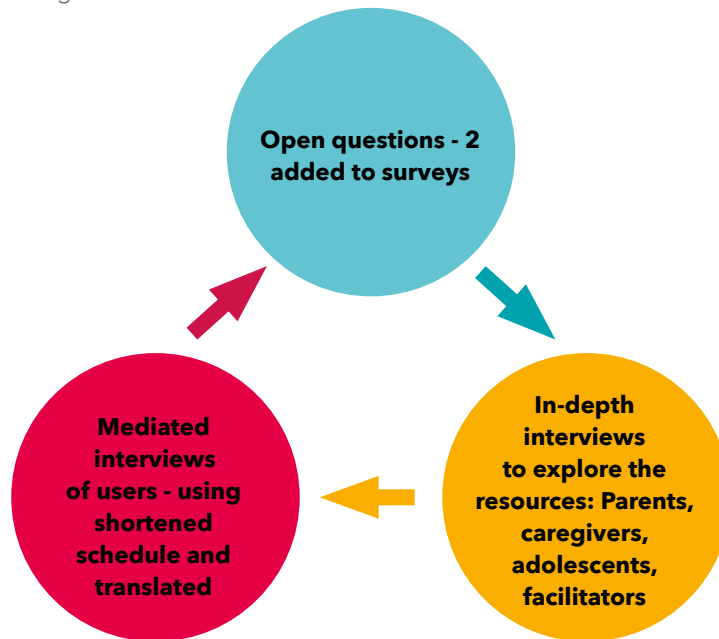 Open questions - 2
added to surveys
In-depth
interviews
to explore the
resources: Parents,
caregivers,
adolescents,
facilitators
Mediated
interviews
of users - using
shortened
schedule and
translated